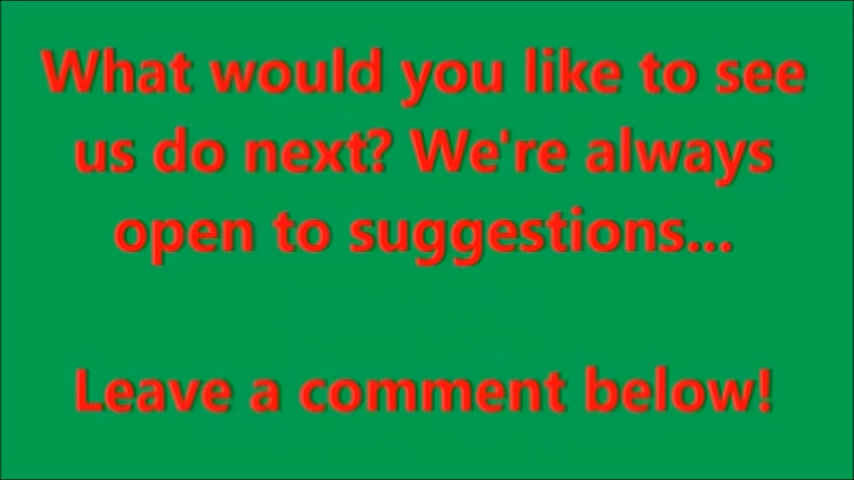 What would you like to see
us do next? We're always
open to suggestions...
Leave a comment below!